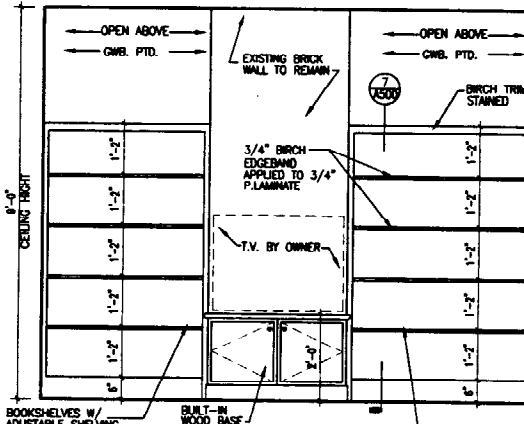 OPEN ABOVE
GWB. PTD.
EXISTING BRICK
WALL TO REMAIN
OPEN ABOVE
GWB. PTD.
7
A500
BIRCH TRIM
STAINED
3/4" BIRCH
EDGEBAND
APPLIED TO 3/4"
P.LAMINATE
T.V. BY OWNER
CEILING HIGHT
1'-2"
1'-2"
1'-2"
1'-2"
1'-2"
6"
2'-0"
1'-2"
1'-2"
1'-2"
1'-2"
1'-2"
6"
BOOKSHELVES W/
ADJUSTABLE SHELVING
BUILT-IN
WOOD BASE